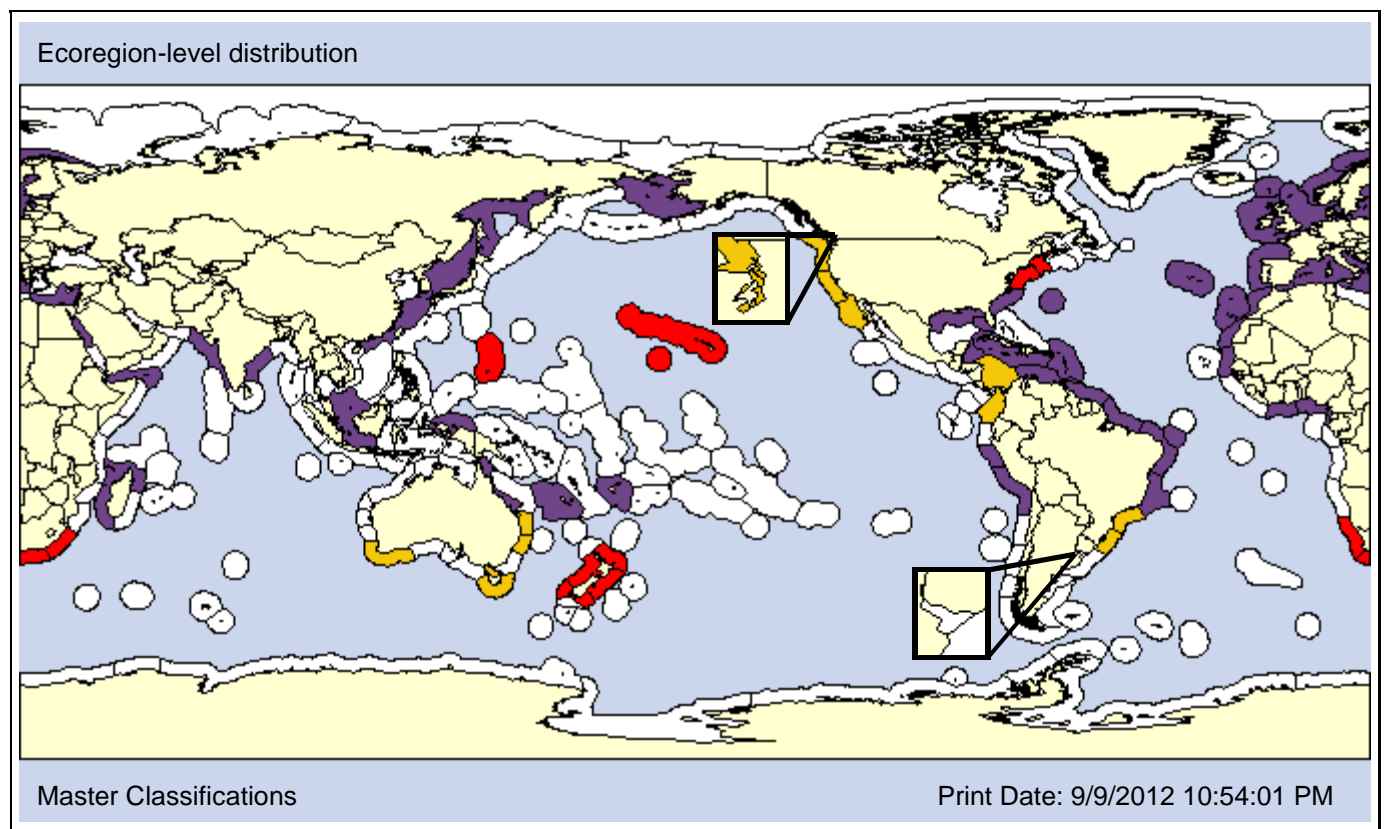 Ecoregion-level distribution
Master Classifications
Print Date: 9/9/2012 10:54:01 PM